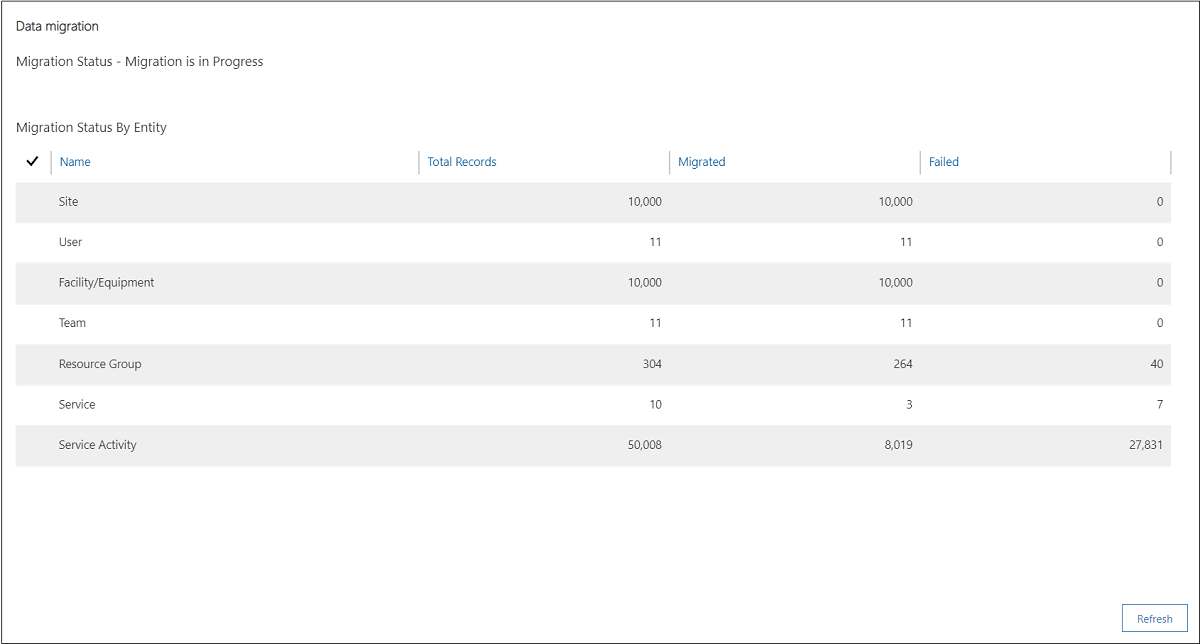 Data migration
Migration Status - Migration is in Progress
Migration Status By Entity
Name Total Records Migrated Failed
Site 10,000 10,000 0
User 11 11 0
Facility/Equipment 10,000 10,000 0
Team 11 11 0
Resource Group 304 264 40
Service 10 3 7
Service Activity 50,008 8,019 27,831
Refresh